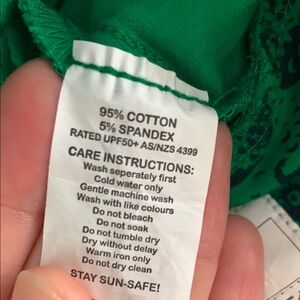 95% COTTON
5% SPANDEX
RATED UPF50+ AS/NZS 4399
CARE INSTRUCTIONS:
Wash seperately first
Cold water only
Gentle machine wash
Wash with like colours
Do not bleach
Do not soak
Do not tumble dry
Dry without delay
Warm iron only
Do not dry clean
STAY SUN-SAFE!